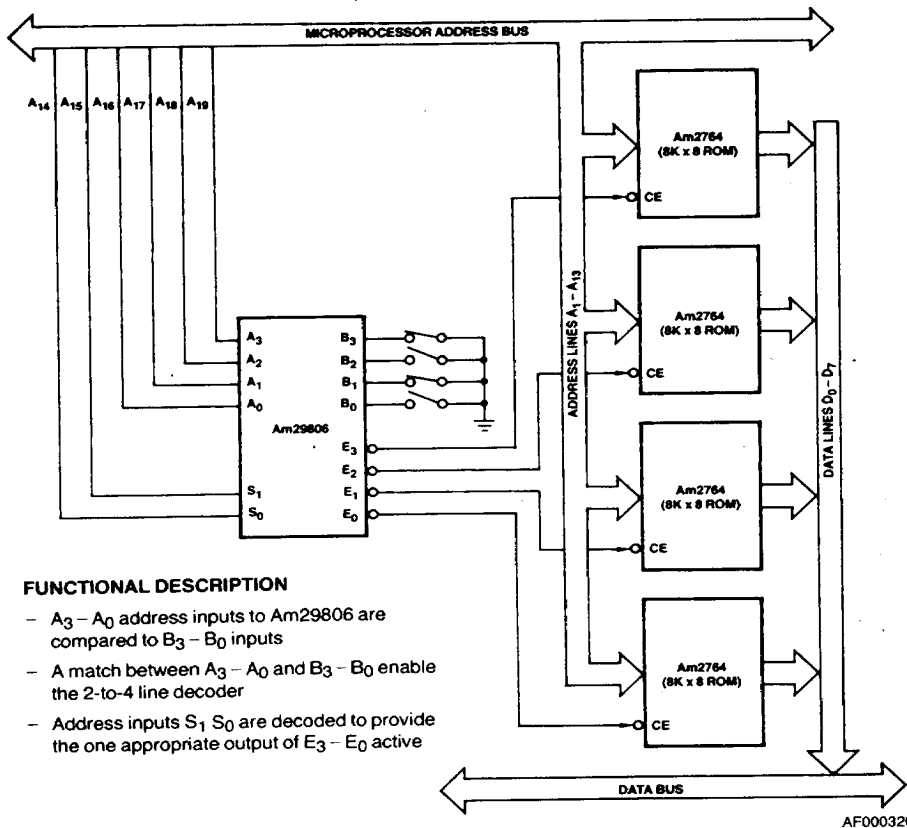 MICROPROCESSOR ADDRESS BUS
A14 A15 A16 A17 A18 A19
Am2764
(8K x 8 ROM)
CE
Am2764
(8K x 8 ROM)
CE
Am2764
(8K x 8 ROM)
CE
Am2764
(8K x 8 ROM)
CE
ADDRESS LINES A1 – A13
DATA LINES D0 – D7
A3 B3
A2 B2
A1 B1
A0 B0
Am29806
E3
E2
S1 E1
S0 E0
FUNCTIONAL DESCRIPTION
– A3 – A0 address inputs to Am29806 are
compared to B3 – B0 inputs
– A match between A3 – A0 and B3 – B0 enable
the 2-to-4 line decoder
– Address inputs S1 S0 are decoded to provide
the one appropriate output of E3 – E0 active
DATA BUS